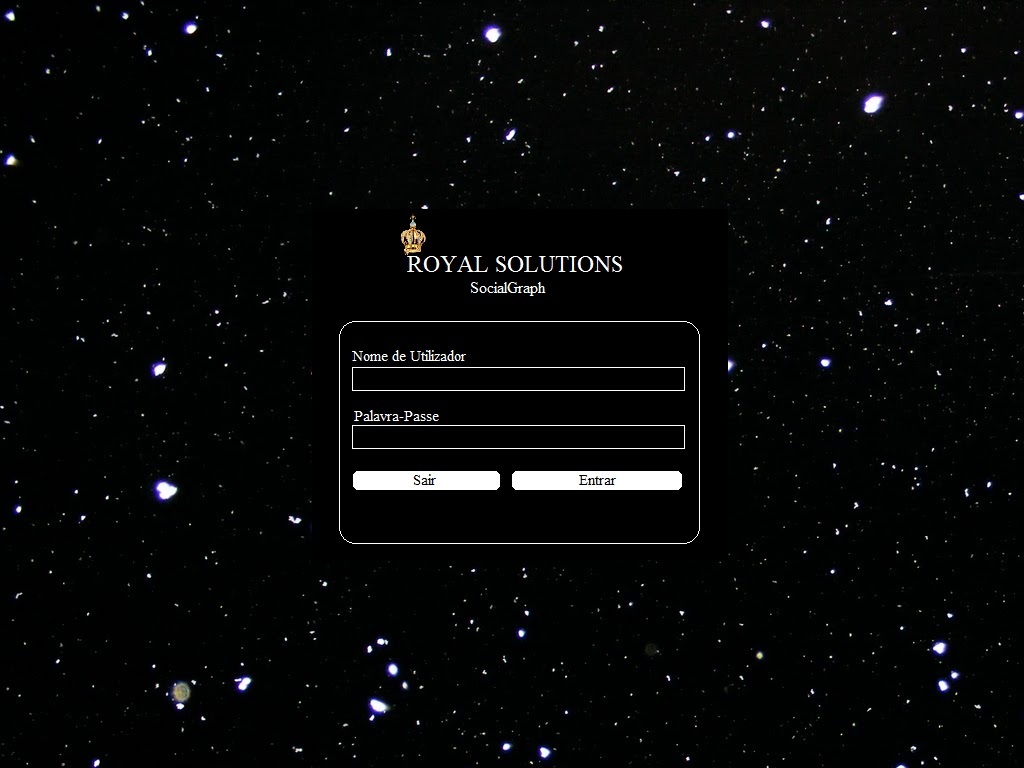 ROYAL SOLUTIONS
SocialGraph
Nome de Utilizador
Palavra-Passe
Sair Entrar